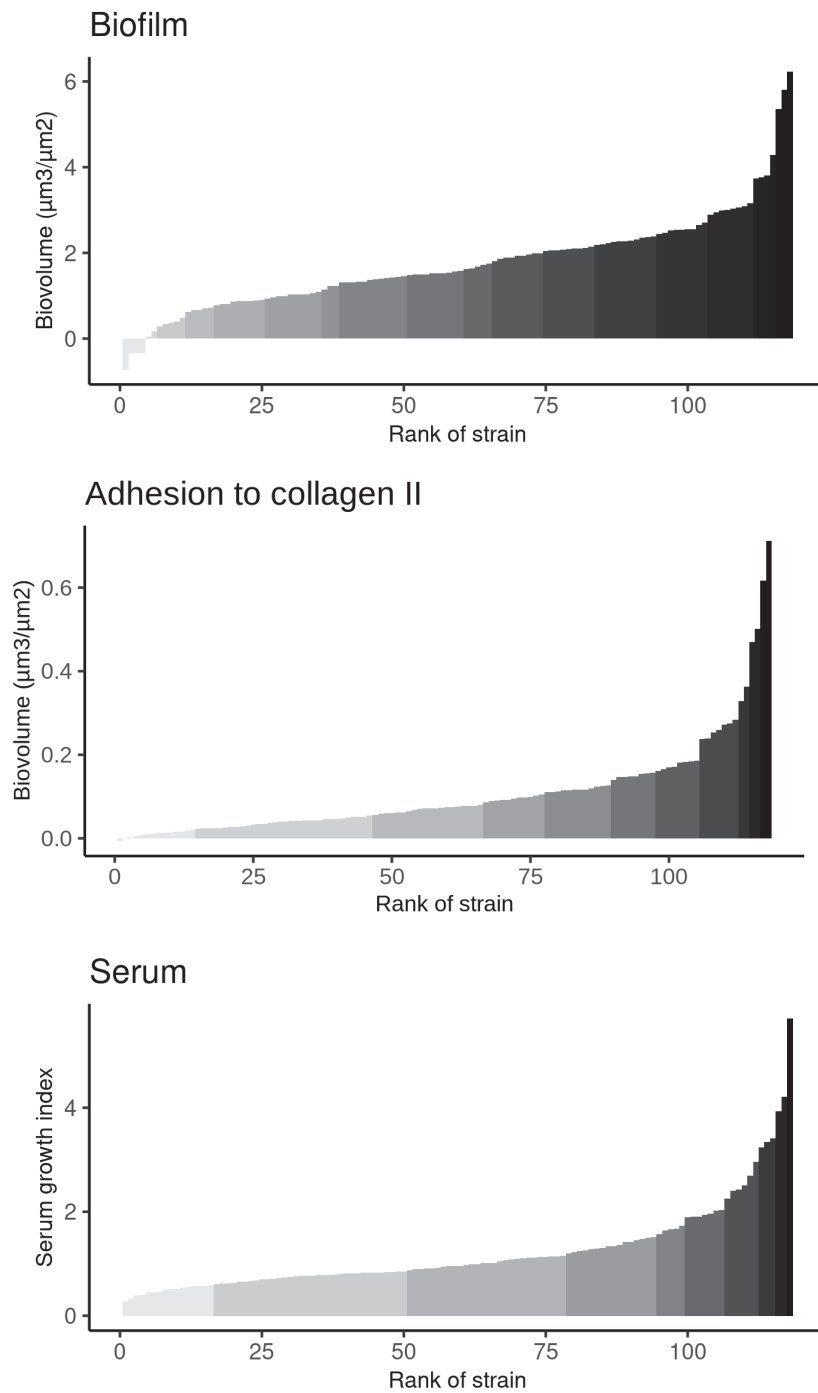 Biofilm
Biovolume (µm3/µm2)
6
4
2
0
0 25 50 75 100
Rank of strain
Adhesion to collagen II
Biovolume (µm3/µm2)
0.6
0.4
0.2
0.0
0 25 50 75 100
Rank of strain
Serum
Serum growth index
4
2
0
0 25 50 75 100
Rank of strain